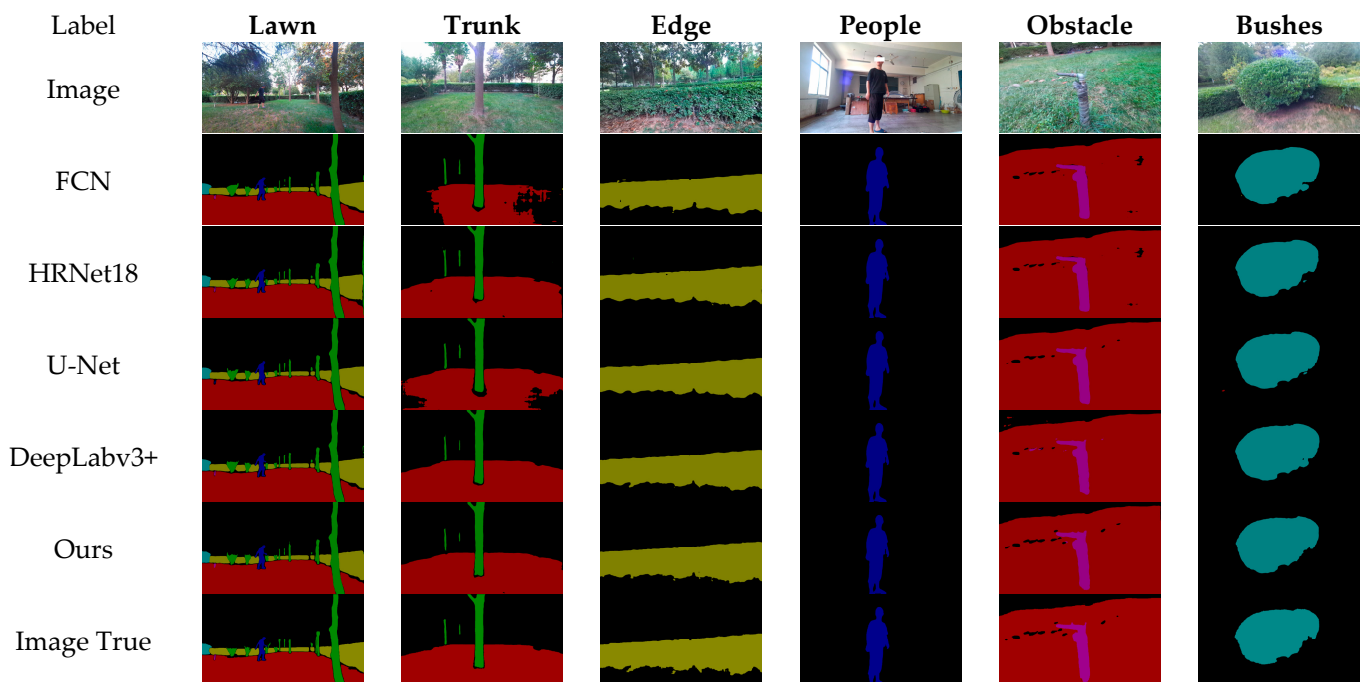 Label Lawn Trunk Edge People Obstacle Bushes
Image
FCN
HRNet18
U-Net
DeepLabv3+
Ours
Image True